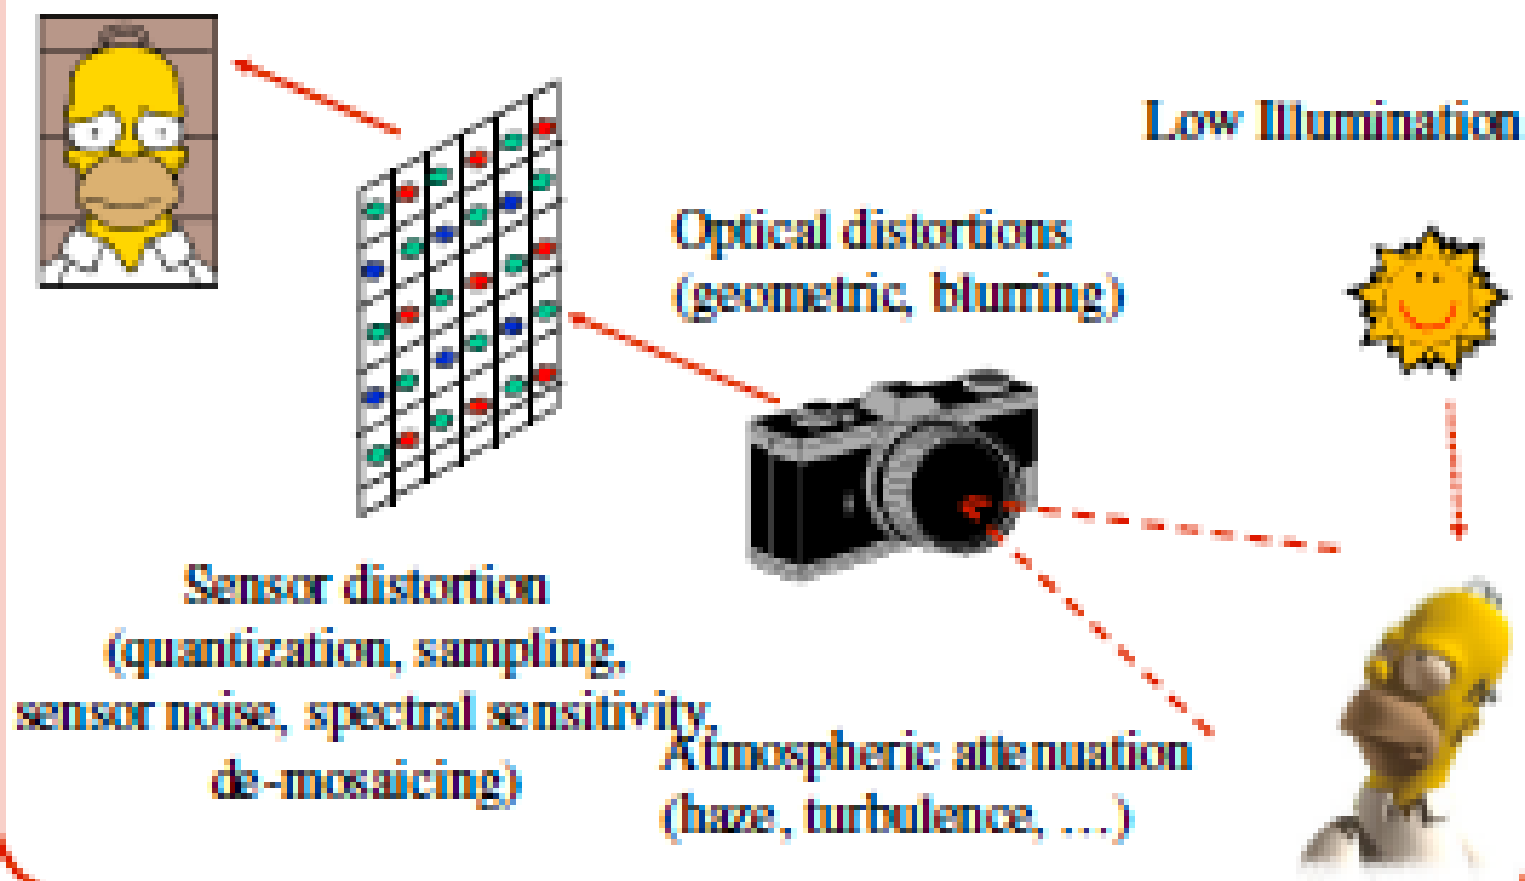 Low Illumination
Optical distortions
(geometric, blurring)
Sensor distortion
(quantization, sampling,
sensor noise, spectral sensitivity,
de-mosaicing)
Atmospheric attenuation
(haze, turbulence, ...)